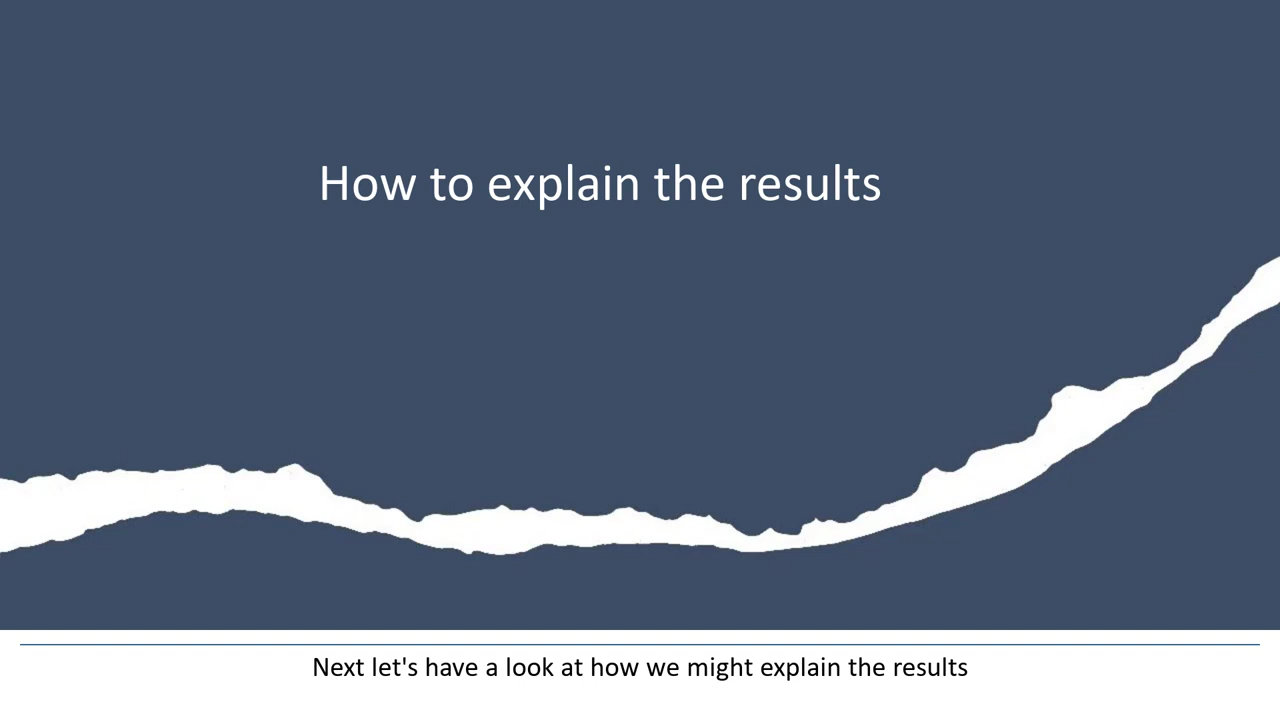 How to explain the results
Next let's have a look at how we might explain the results